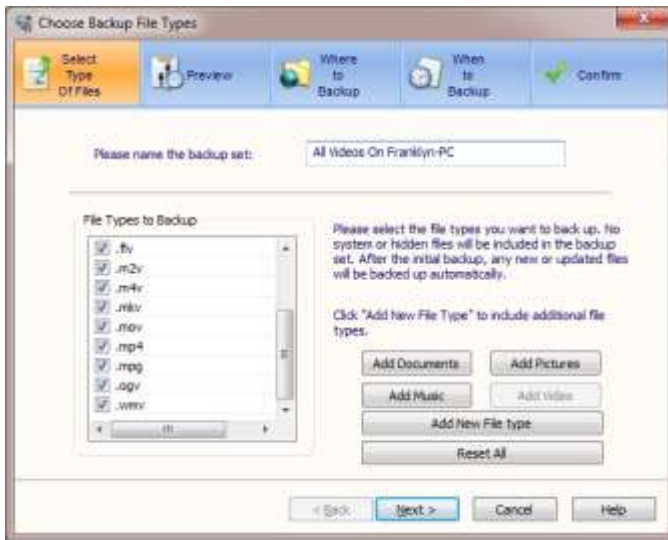 Choose Backup File Types
Select
Type
Of Files
Preview
Where
to
Backup
When
to
Backup
Confirm
Please name the backup set:
All Videos On Franklyn-PC
File Types to Backup
.flv
.m2v
.m4v
.mkv
.mov
.mp4
.mpg
.ogv
.wmv
Please select the file types you want to back up. No
system or hidden files will be included in the backup
set. After the initial backup, any new or updated files
will be backed up automatically.
Click "Add New File Type" to include additional file
types.
Add Documents
Add Pictures
Add Music
Add Video
Add New File type
Reset All
< Back
Next >
Cancel
Help